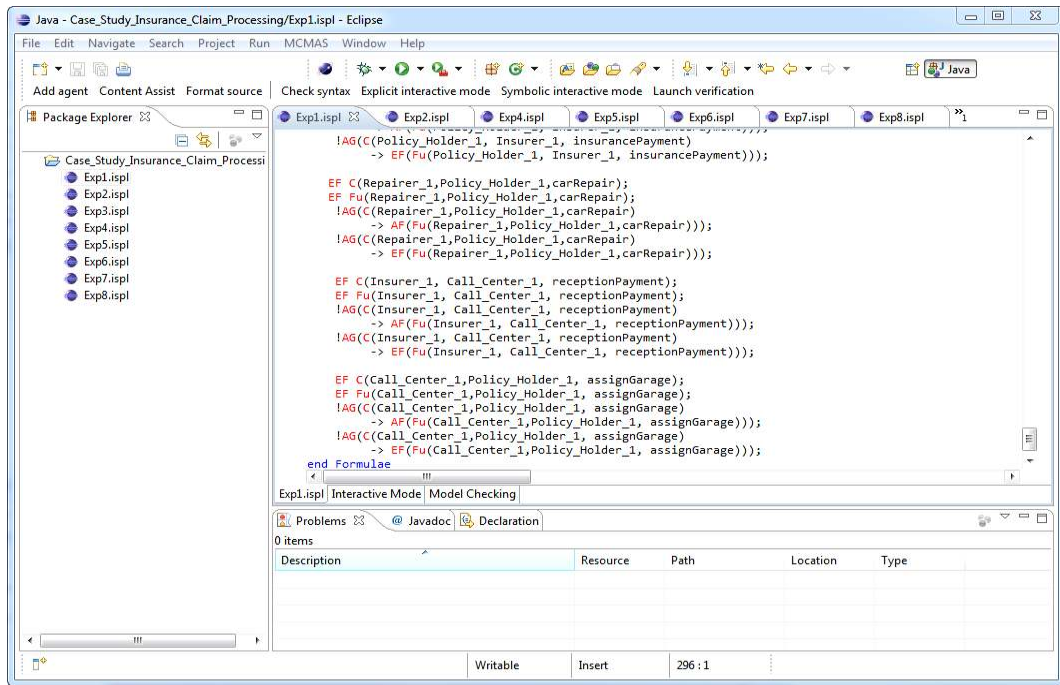 Java - Case_Study_Insurance_Claim_Processing/Exp1.ispl - Eclipse
File Edit Navigate Search Project Run MCMAS Window Help
Java
Add agent Content Assist Format source Check syntax Explicit interactive mode Symbolic interactive mode Launch verification
Package Explorer
Case_Study_Insurance_Claim_Processi
Exp1.ispl
Exp2.ispl
Exp3.ispl
Exp4.ispl
Exp5.ispl
Exp6.ispl
Exp7.ispl
Exp8.ispl
Exp1.ispl Exp2.ispl Exp4.ispl Exp5.ispl Exp6.ispl Exp7.ispl Exp8.ispl »1
-> AF(Fu(Policy_Holder_1, Insurer_1, insurancePayment)));
!AG(C(Policy_Holder_1, Insurer_1, insurancePayment)
-> EF(Fu(Policy_Holder_1, Insurer_1, insurancePayment)));
EF C(Repairer_1,Policy_Holder_1,carRepair);
EF Fu(Repairer_1,Policy_Holder_1,carRepair);
!AG(C(Repairer_1,Policy_Holder_1,carRepair)
-> AF(Fu(Repairer_1,Policy_Holder_1,carRepair)));
!AG(C(Repairer_1,Policy_Holder_1,carRepair)
-> EF(Fu(Repairer_1,Policy_Holder_1,carRepair)));
EF C(Insurer_1, Call_Center_1, receptionPayment);
EF Fu(Insurer_1, Call_Center_1, receptionPayment);
!AG(C(Insurer_1, Call_Center_1, receptionPayment)
-> AF(Fu(Insurer_1, Call_Center_1, receptionPayment)));
!AG(C(Insurer_1, Call_Center_1, receptionPayment)
-> EF(Fu(Insurer_1, Call_Center_1, receptionPayment)));
EF C(Call_Center_1,Policy_Holder_1, assignGarage);
EF Fu(Call_Center_1,Policy_Holder_1, assignGarage);
!AG(C(Call_Center_1,Policy_Holder_1, assignGarage)
-> AF(Fu(Call_Center_1,Policy_Holder_1, assignGarage)));
!AG(C(Call_Center_1,Policy_Holder_1, assignGarage)
-> EF(Fu(Call_Center_1,Policy_Holder_1, assignGarage)));
end Formulae
Exp1.ispl Interactive Mode Model Checking
Problems @ Javadoc Declaration
0 items
Description Resource Path Location Type
Writable Insert 296 : 1